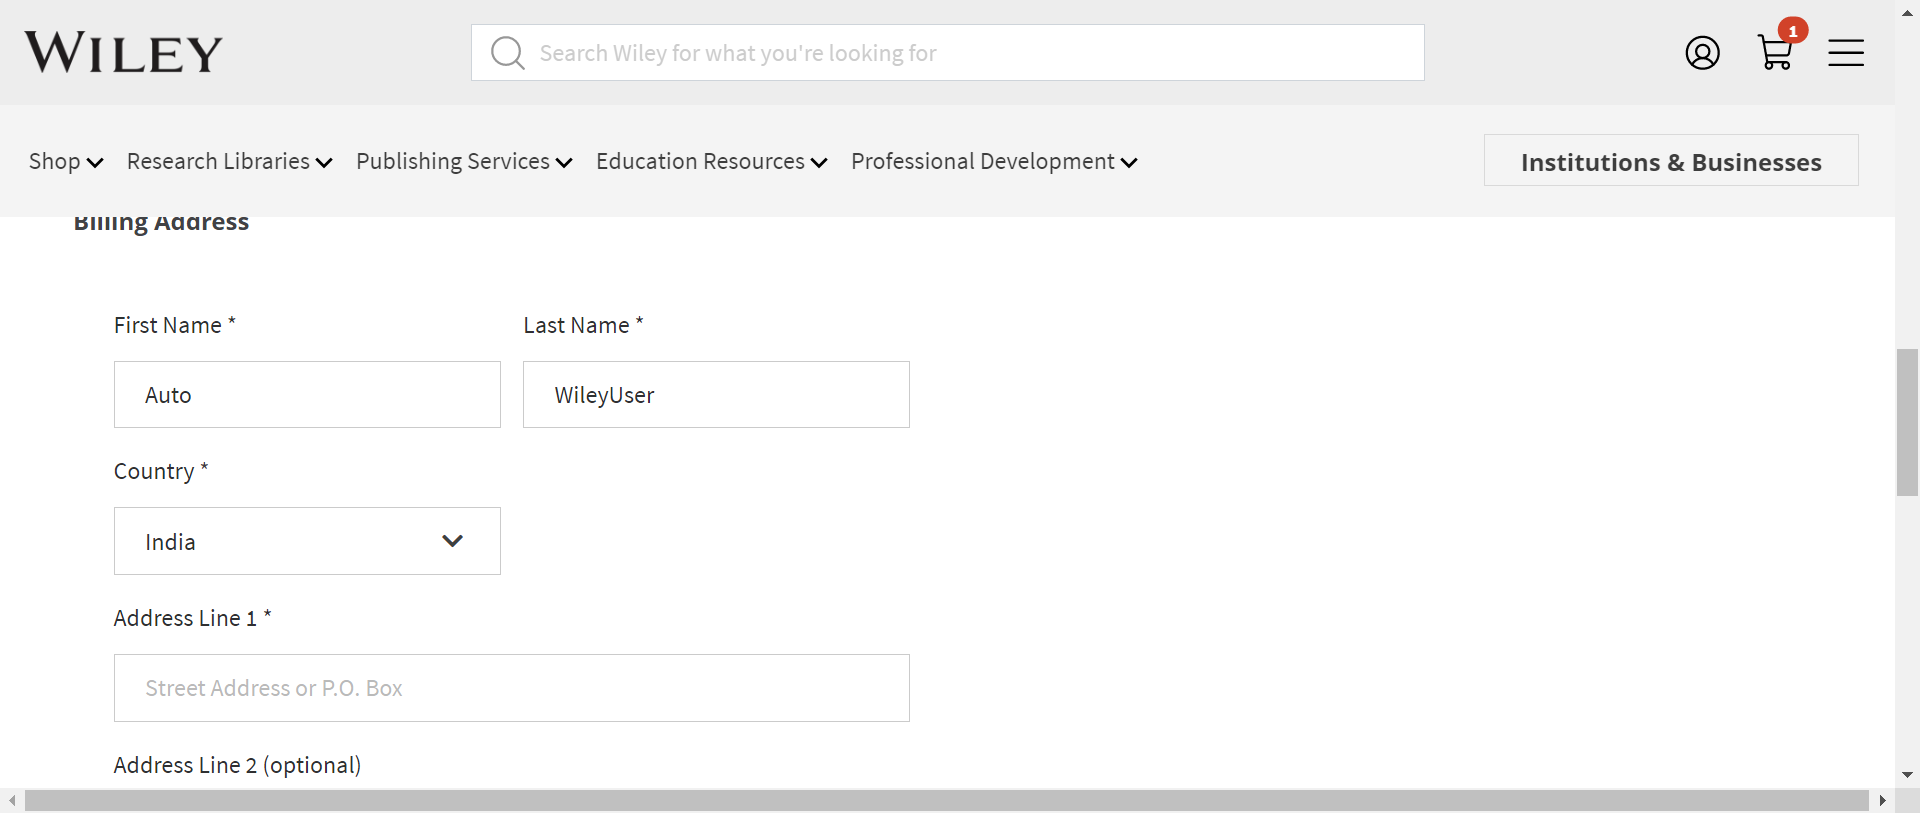 WILEY
Search Wiley for what you're looking for
1
Shop Research Libraries Publishing Services Education Resources Professional Development
Institutions & Businesses
Billing Address
First Name * Last Name *
Auto WileyUser
Country *
India
Address Line 1 *
Street Address or P.O. Box
Address Line 2 (optional)